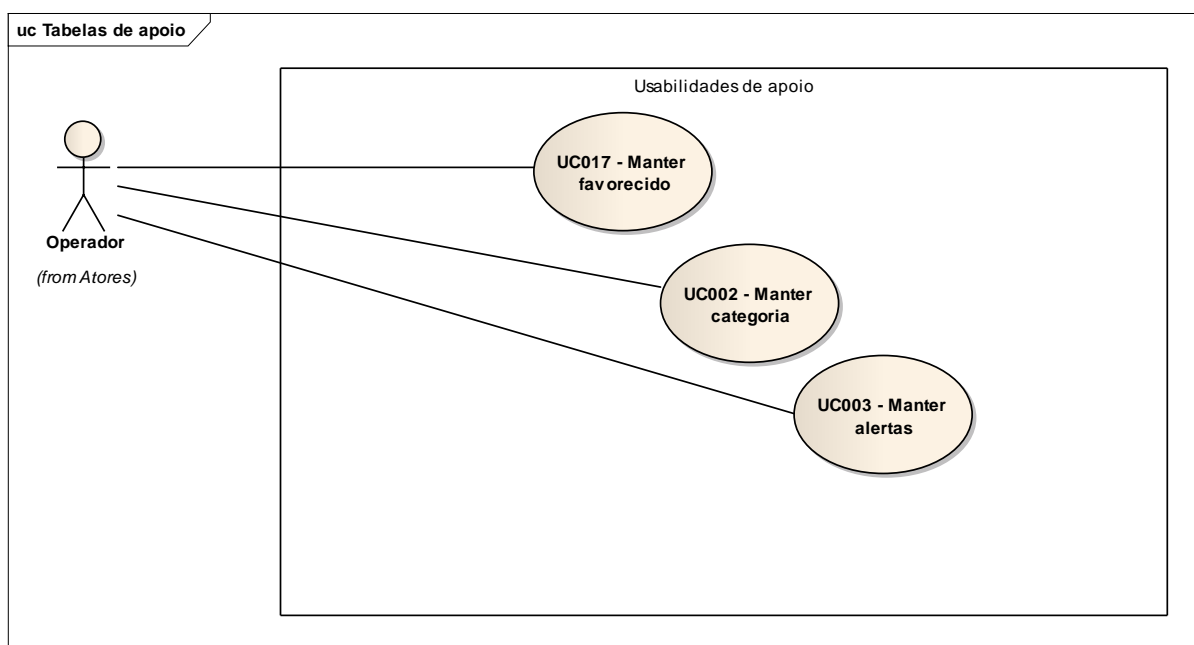 uc Tabelas de apoio
Usabilidades de apoio
UC017 - Manter
favorecido
Operador
(from Atores)
UC002 - Manter
categoria
UC003 - Manter
alertas